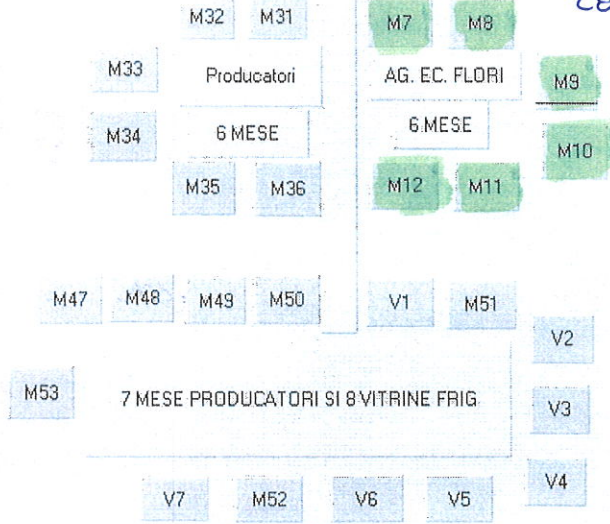 M32 M31 M7 M8
M33 Producatori AG. EC. FLORI M9
M34 6 MESE 6 MESE M10
M35 M36 M12 M11
M47 M48 M49 M50 V1 M51
V2
M53 7 MESE PRODUCATORI SI 8 VITRINE FRIG V3
V4
V7 M52 V6 V5